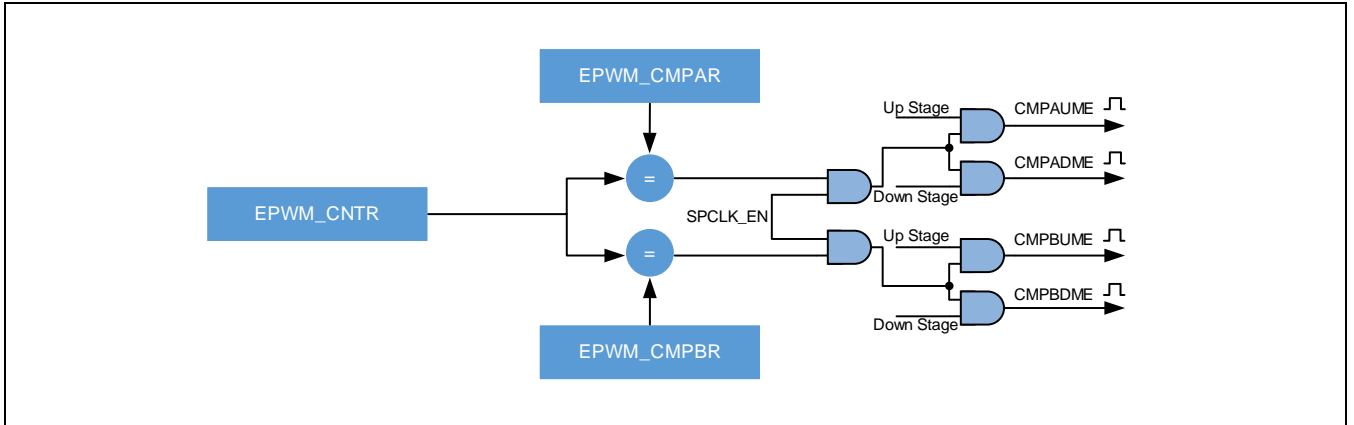 EPWM_CMPAR
Up Stage
CMPAUME
=
CMPADME
Down Stage
EPWM_CNTR
SPCLK_EN
Up Stage
CMPBUME
=
CMPBDME
Down Stage
EPWM_CMPBR